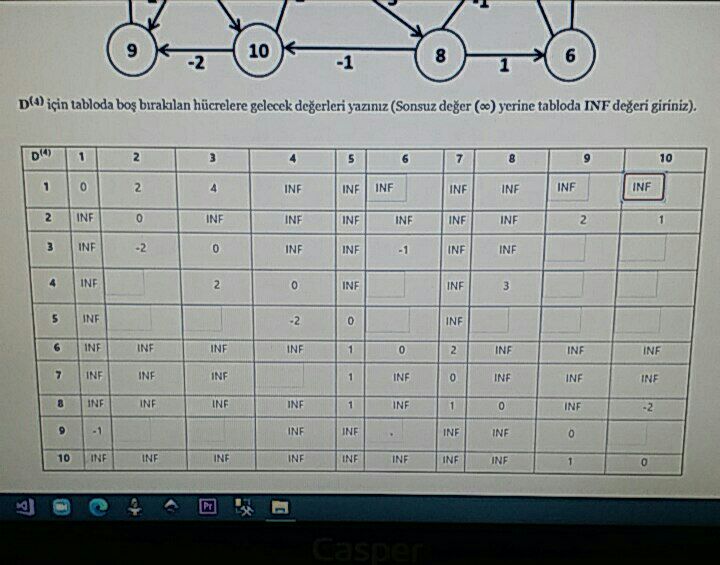 -1
9 10 8 6
-2 -1 1
D(4) için tabloda boş bırakılan hücrelere gelecek değerleri yazınız (Sonsuz değer (∞) yerine tabloda INF değeri giriniz).
D(4) 1 2 3 4 5 6 7 8 9 10
1 0 2 4 INF INF INF INF INF INF INF
2 INF 0 INF INF INF INF INF INF 2 1
3 INF -2 0 INF INF -1 INF INF
4 INF 2 0 INF INF 3
5 INF -2 0 INF
6 INF INF INF INF 1 0 2 INF INF INF
7 INF INF INF 1 INF 0 INF INF INF
8 INF INF INF INF 1 INF 1 0 INF -2
9 -1 INF INF INF INF 0
10 INF INF INF INF INF INF INF INF 1 0
Pr
Casper